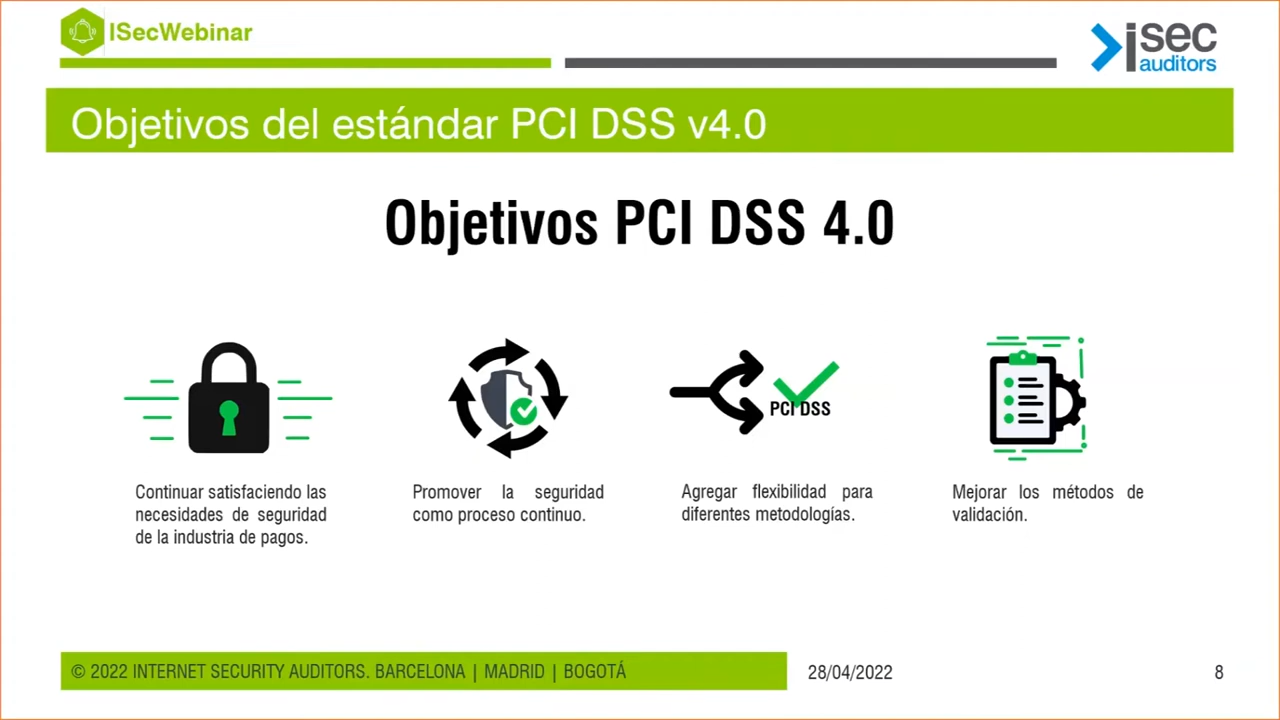 ISecWebinar
isec
auditors
Objetivos del estándar PCI DSS v4.0
Objetivos PCI DSS 4.0
PCI DSS
Continuar satisfaciendo las
necesidades de seguridad
de la industria de pagos.
Promover la seguridad
como proceso continuo.
Agregar flexibilidad para
diferentes metodologías.
Mejorar los métodos de
validación.
© 2022 INTERNET SECURITY AUDITORS. BARCELONA | MADRID | BOGOTÁ
28/04/2022
8